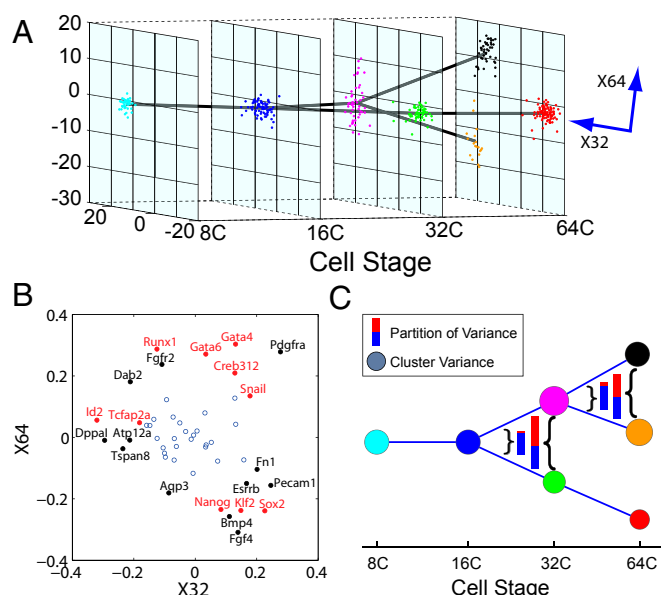 A
20
10
0
-10
-20
-30
20
0
-20
8C
16C
32C
64C
Cell Stage
X64
X32
B
0.4
0.2
0
−0.2
−0.4
−0.4
−0.2
0
0.2
0.4
X64
X32
Runx1
Fgfr2
Gata6
Gata4
Pdgfra
Creb312
Dab2
Snail
Id2
Tcfap2a
DppaI
Atp12a
Tspan8
Fn1
Aqp3
Esrrb
Pecam1
Nanog
Klf2
Sox2
Bmp4
Fgf4
C
Partition of Variance
Cluster Variance
8C
16C
32C
64C
Cell Stage